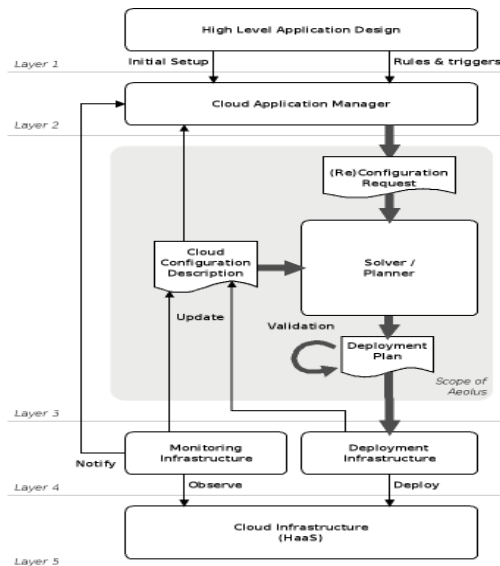 High Level Application Design
Layer 1
Initial Setup
Rules & triggers
Cloud Application Manager
Layer 2
(Re)Configuration
Request
Cloud
Configuration
Description
Solver /
Planner
Update
Validation
Deployment
Plan
Scope of
Aeolus
Layer 3
Monitoring
Infrastructure
Deployment
Infrastructure
Notify
Observe
Deploy
Layer 4
Cloud Infrastructure
(HaaS)
Layer 5